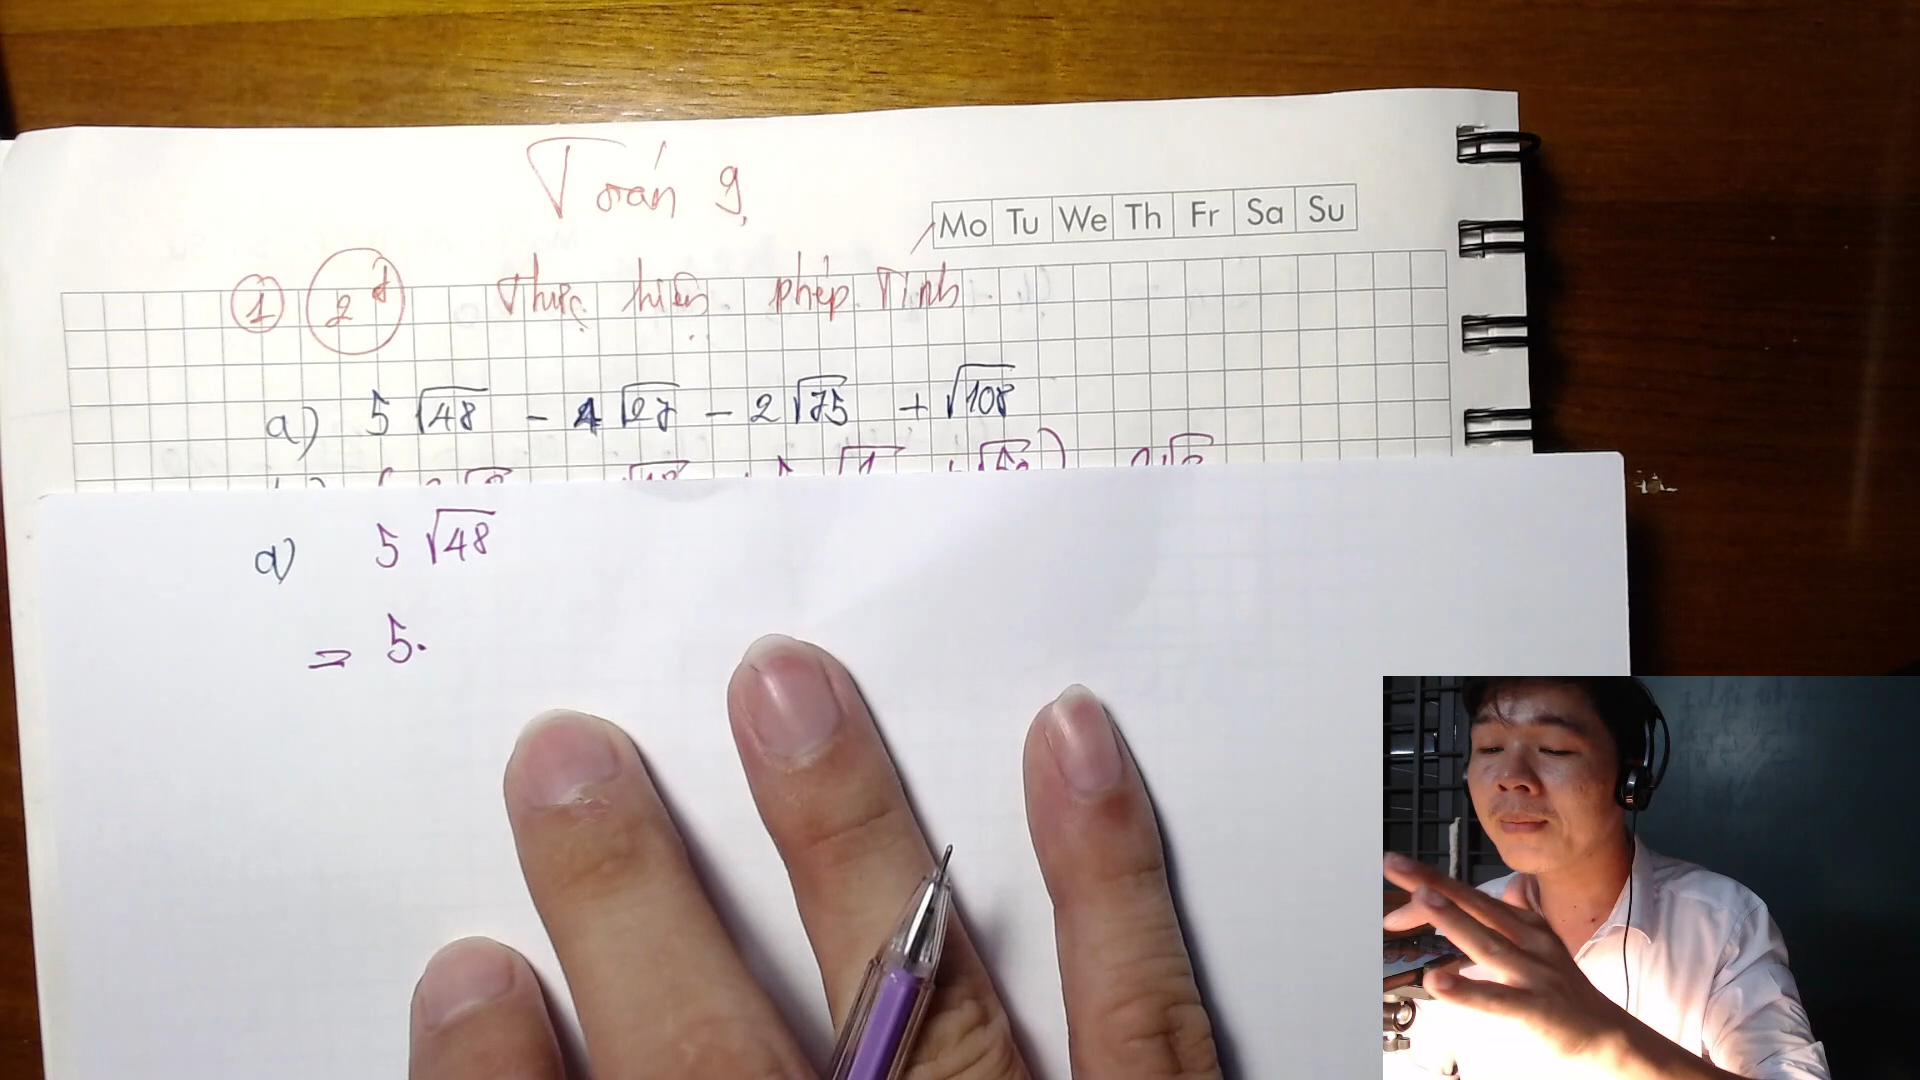 Toán 9
Mo Tu We Th Fr Sa Su
1 2đ Thực hiện phép tính
a) 5√48 - 4√27 - 2√75 + √108
a) 5√48
= 5.